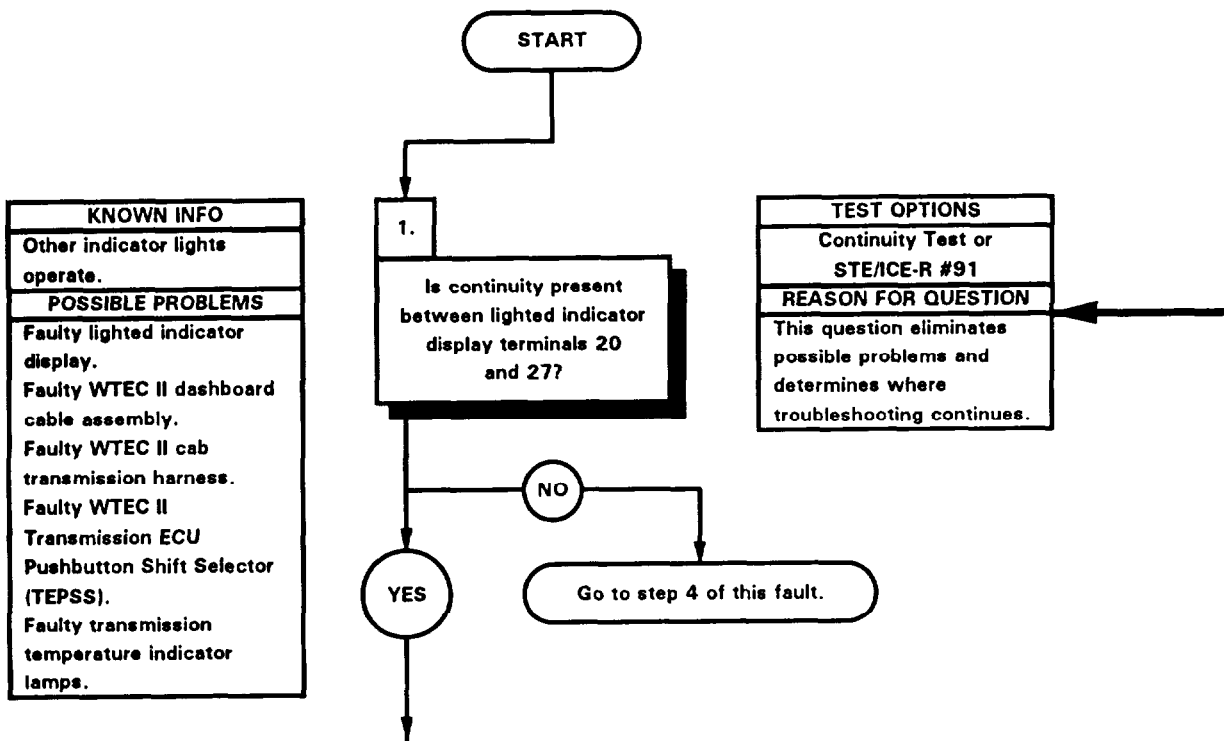 START
KNOWN INFO
Other indicator lights
operate.
POSSIBLE PROBLEMS
Faulty lighted indicator
display.
Faulty WTEC II dashboard
cable assembly.
Faulty WTEC II cab
transmission harness.
Faulty WTEC II
Transmission ECU
Pushbutton Shift Selector
(TEPSS).
Faulty transmission
temperature indicator
lamps.
1.
Is continuity present
between lighted indicator
display terminals 20
and 27?
TEST OPTIONS
Continuity Test or
STE/ICE-R #91
REASON FOR QUESTION
This question eliminates
possible problems and
determines where
troubleshooting continues.
NO
YES
Go to step 4 of this fault.